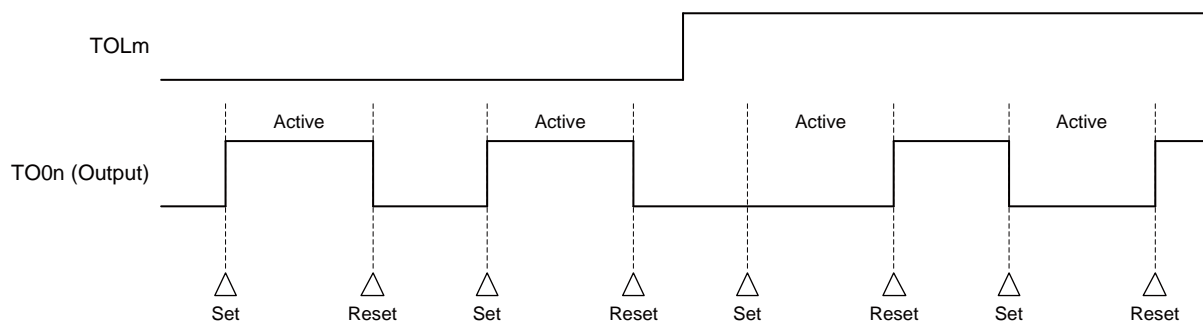 TOLm
Active Active Active Active
TO0n (Output)
Set Reset Set Reset Set Reset Set Reset